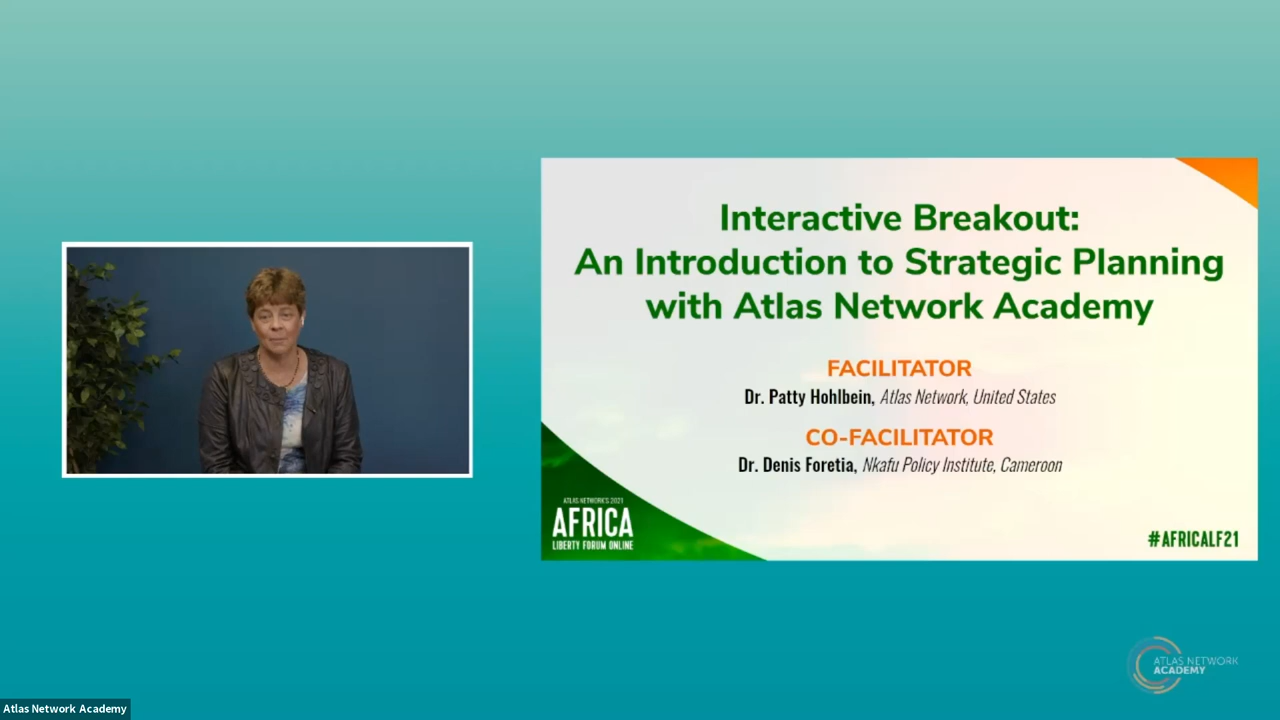 Interactive Breakout:
An Introduction to Strategic Planning
with Atlas Network Academy
FACILITATOR
Dr. Patty Hohlbein, Atlas Network, United States
CO-FACILITATOR
Dr. Denis Foretia, Nkafu Policy Institute, Cameroon
ATLAS NETWORK'S 2021
AFRICA
LIBERTY FORUM ONLINE
#AFRICALF21
ATLAS NETWORK
ACADEMY
Atlas Network Academy